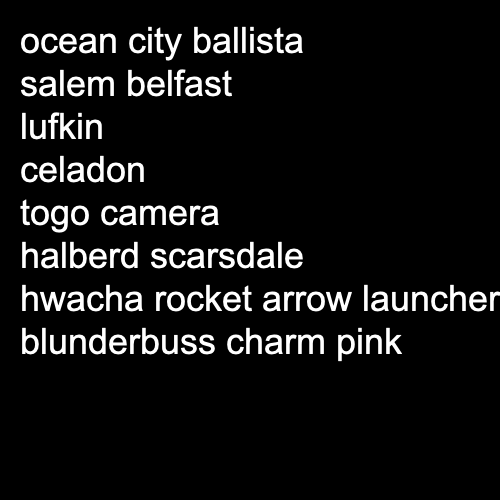 ocean city ballista
salem belfast
lufkin
celadon
togo camera
halberd scarsdale
hwacha rocket arrow launcher
blunderbuss charm pink